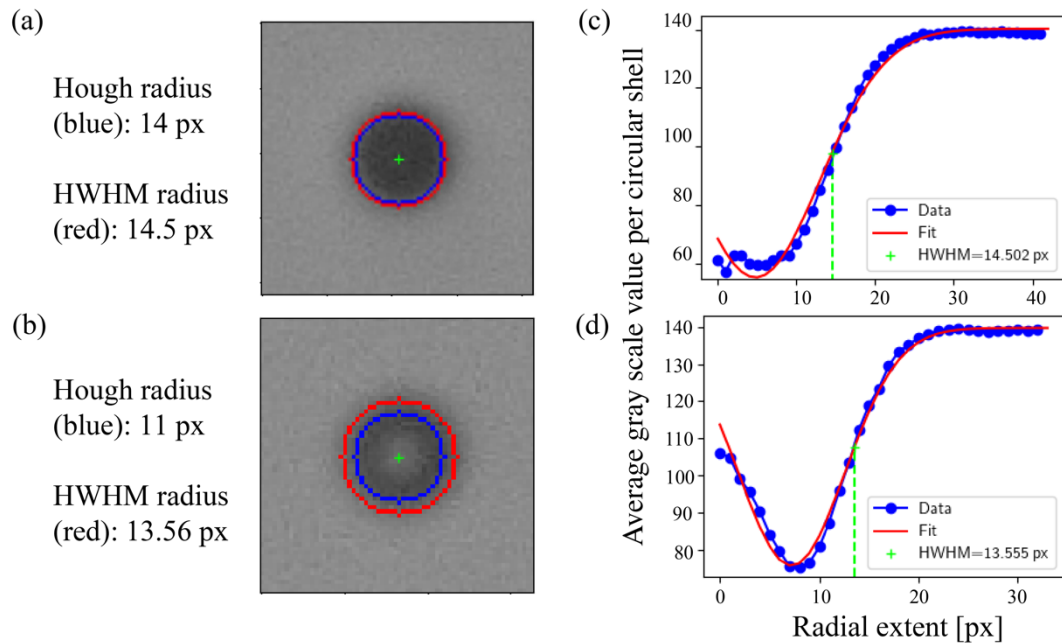 (a)
Hough radius
(blue): 14 px
HWHM radius
(red): 14.5 px
(b)
Hough radius
(blue): 11 px
HWHM radius
(red): 13.56 px
Average gray scale value per circular shell
(c)
140
120
100
80
60
0 10 20 30 40
Data
Fit
HWHM=14.502 px
(d)
140
130
120
110
100
90
80
0 10 20 30
Data
Fit
HWHM=13.555 px
Radial extent [px]